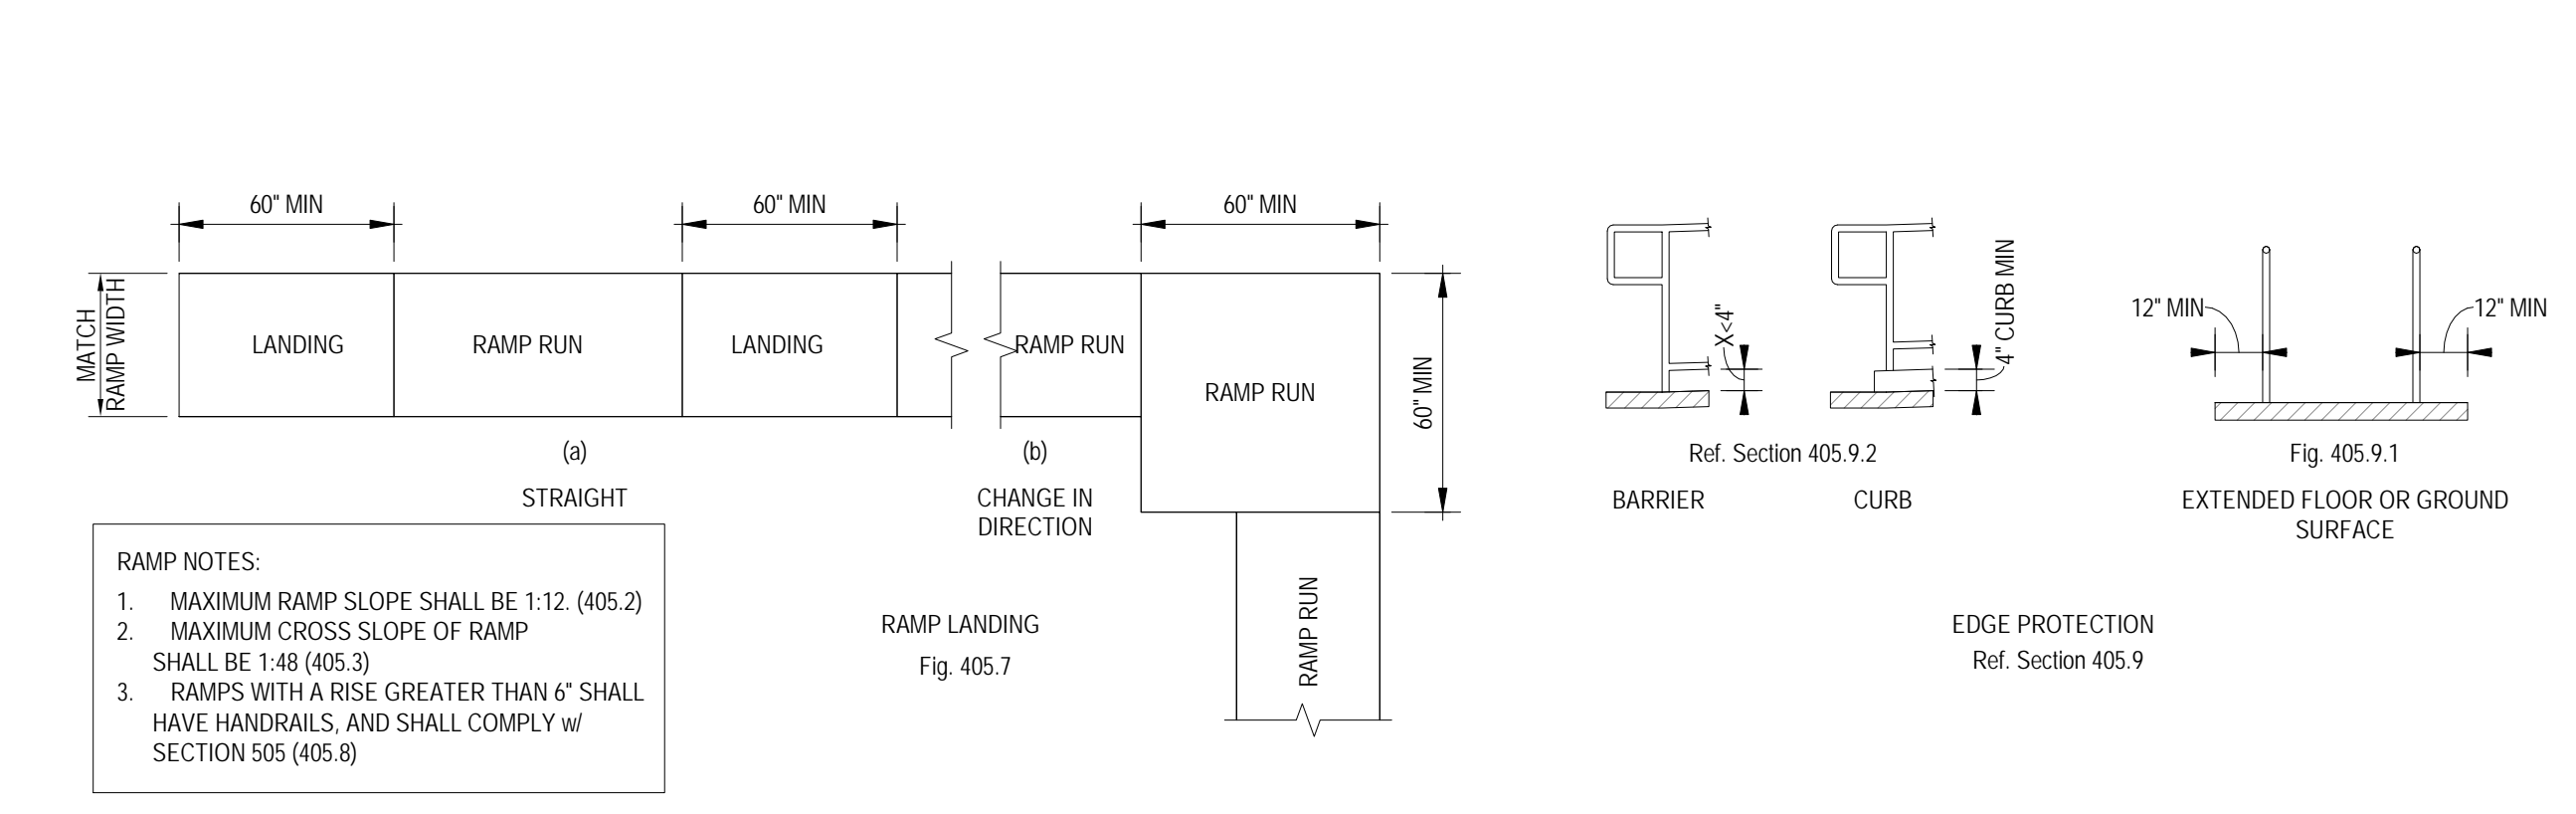 60" MIN
60" MIN
60" MIN
MATCH
RAMP WIDTH
LANDING
RAMP RUN
LANDING
RAMP RUN
RAMP RUN
60" MIN
(a)
STRAIGHT
(b)
CHANGE IN
DIRECTION
RAMP RUN
RAMP LANDING
Fig. 405.7
RAMP NOTES:
1. MAXIMUM RAMP SLOPE SHALL BE 1:12. (405.2)
2. MAXIMUM CROSS SLOPE OF RAMP
SHALL BE 1:48 (405.3)
3. RAMPS WITH A RISE GREATER THAN 6" SHALL
HAVE HANDRAILS, AND SHALL COMPLY w/
SECTION 505 (405.8)
X<4"
4" CURB MIN
12" MIN
12" MIN
Ref. Section 405.9.2
BARRIER
CURB
Fig. 405.9.1
EXTENDED FLOOR OR GROUND
SURFACE
EDGE PROTECTION
Ref. Section 405.9